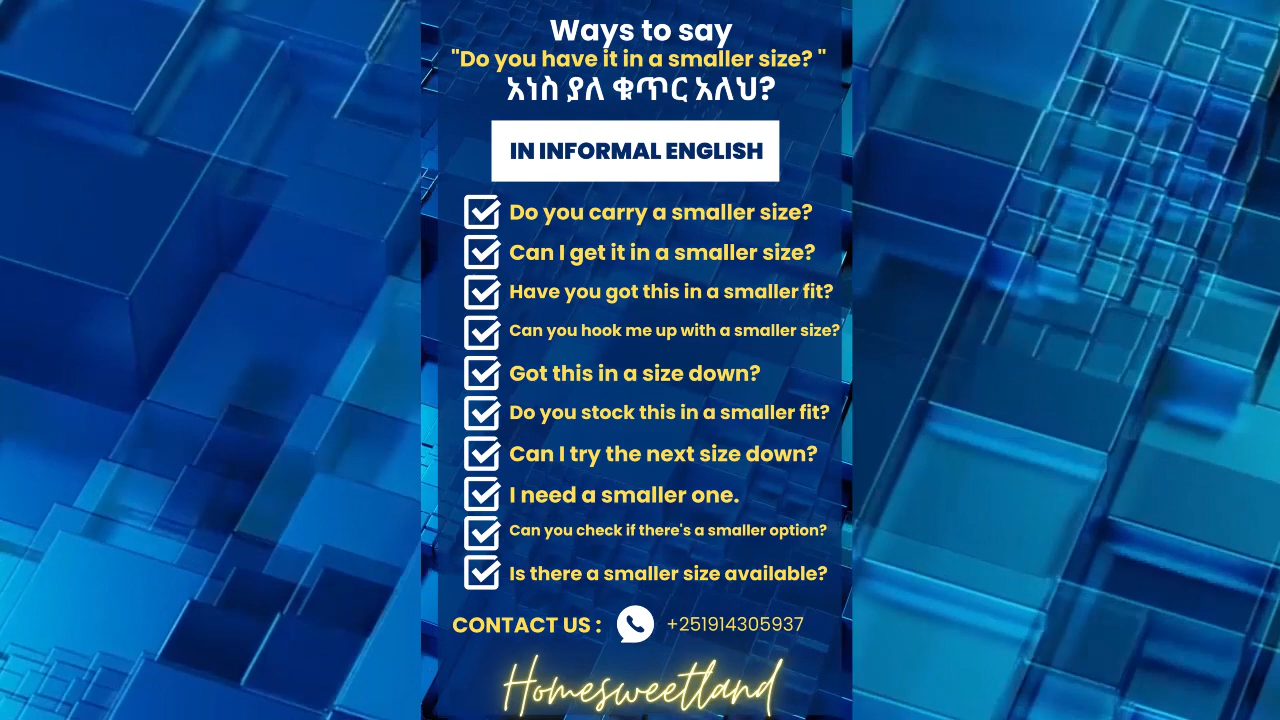 Ways to say
"Do you have it in a smaller size? "
አነስ ያለ ቁጥር አለህ?
IN INFORMAL ENGLISH
Do you carry a smaller size?
Can I get it in a smaller size?
Have you got this in a smaller fit?
Can you hook me up with a smaller size?
Got this in a size down?
Do you stock this in a smaller fit?
Can I try the next size down?
I need a smaller one.
Can you check if there's a smaller option?
Is there a smaller size available?
CONTACT US : +251914305937
Homesweetland